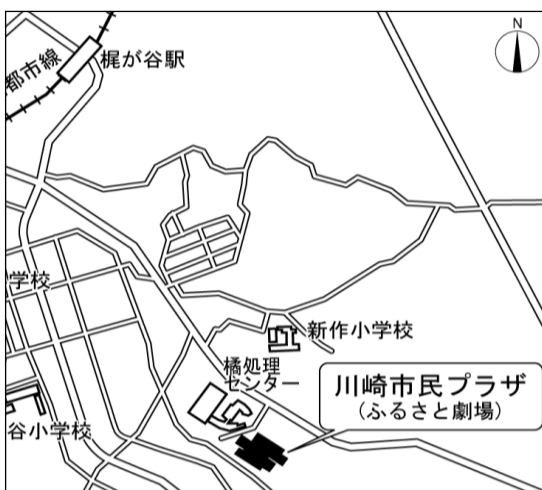 N
梶が谷駅
都市線
学校
新作小学校
橘処理
センター
川崎市民プラザ
(ふるさと劇場)
谷小学校